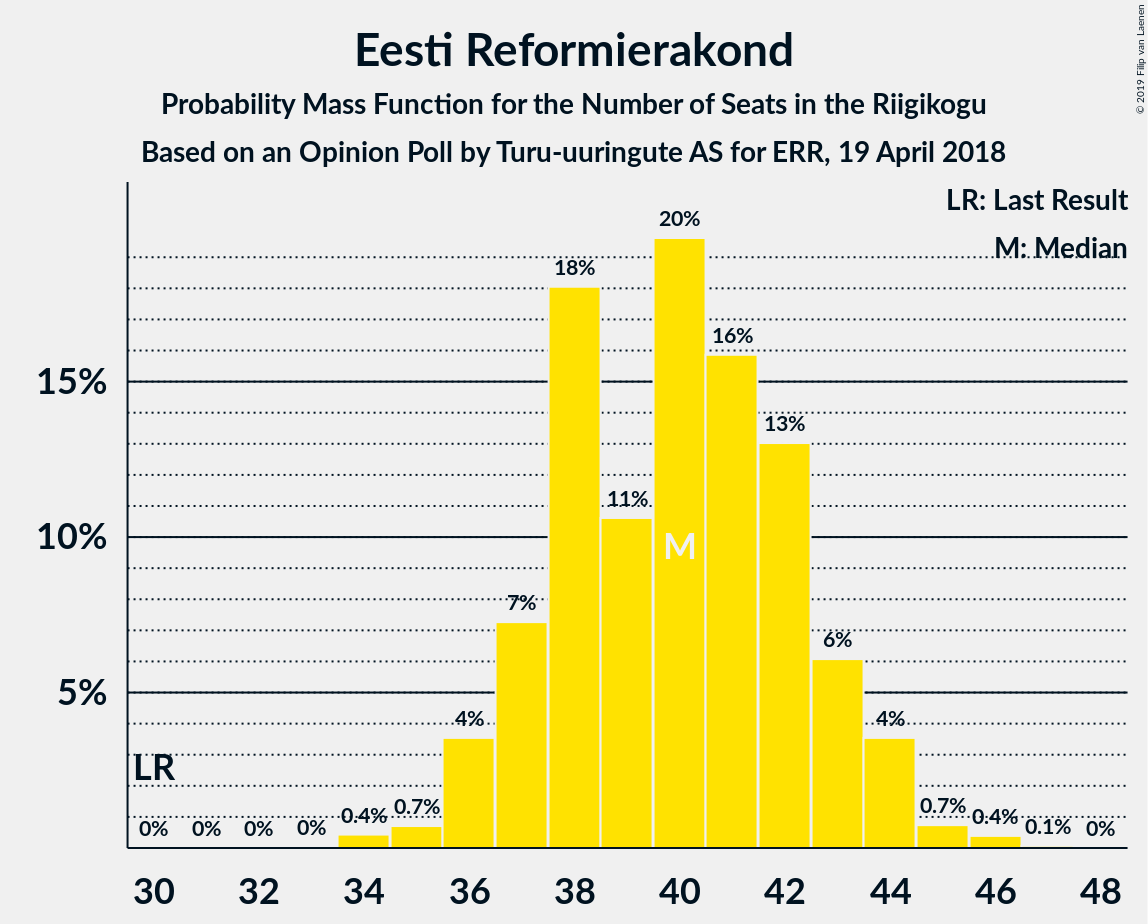 Eesti Reformierakond
Probability Mass Function for the Number of Seats in the Riigikogu
Based on an Opinion Poll by Turu-uuringute AS for ERR, 19 April 2018
© 2019 Filip van Laenen
LR: Last Result
M: Median
15%
10%
5%
LR
0% 0% 0% 0% 0.4% 0.7% 4% 7% 18% 11% 20% 16% 13% 6% 4% 0.7% 0.4% 0.1% 0%
M
30 32 34 36 38 40 42 44 46 48